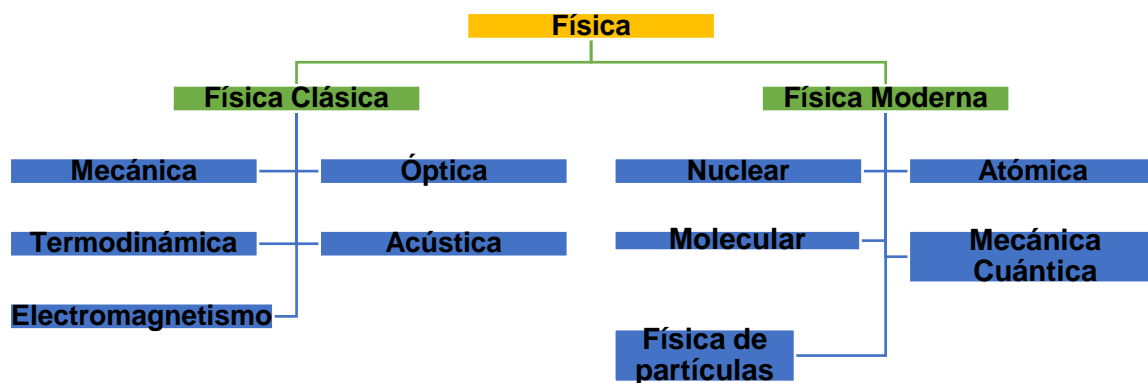 Física
Física Clásica
Física Moderna
Mecánica
Óptica
Termodinámica
Acústica
Electromagnetismo
Nuclear
Atómica
Molecular
Mecánica
Cuántica
Física de
partículas